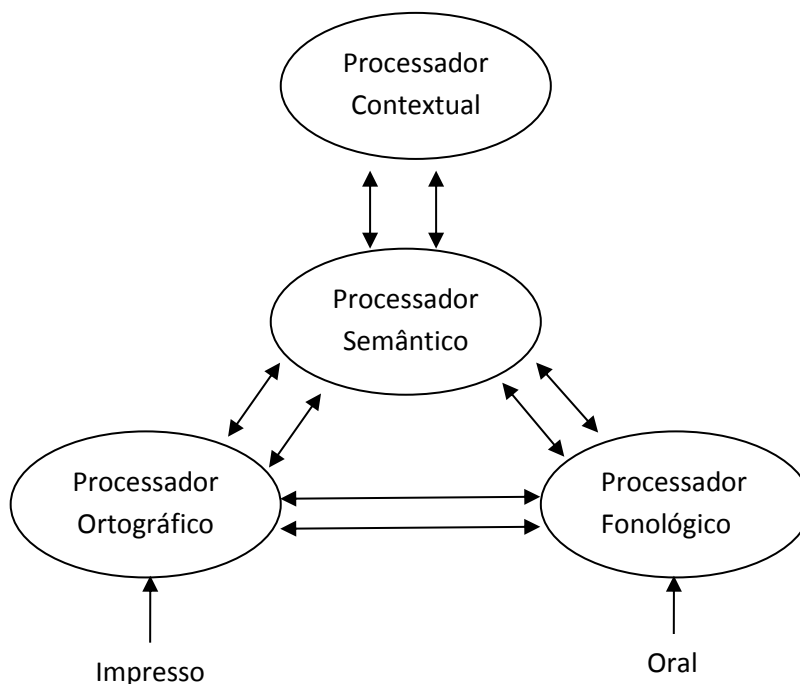 Processador
Contextual
Processador
Semântico
Processador
Ortográfico
Processador
Fonológico
Impresso
Oral